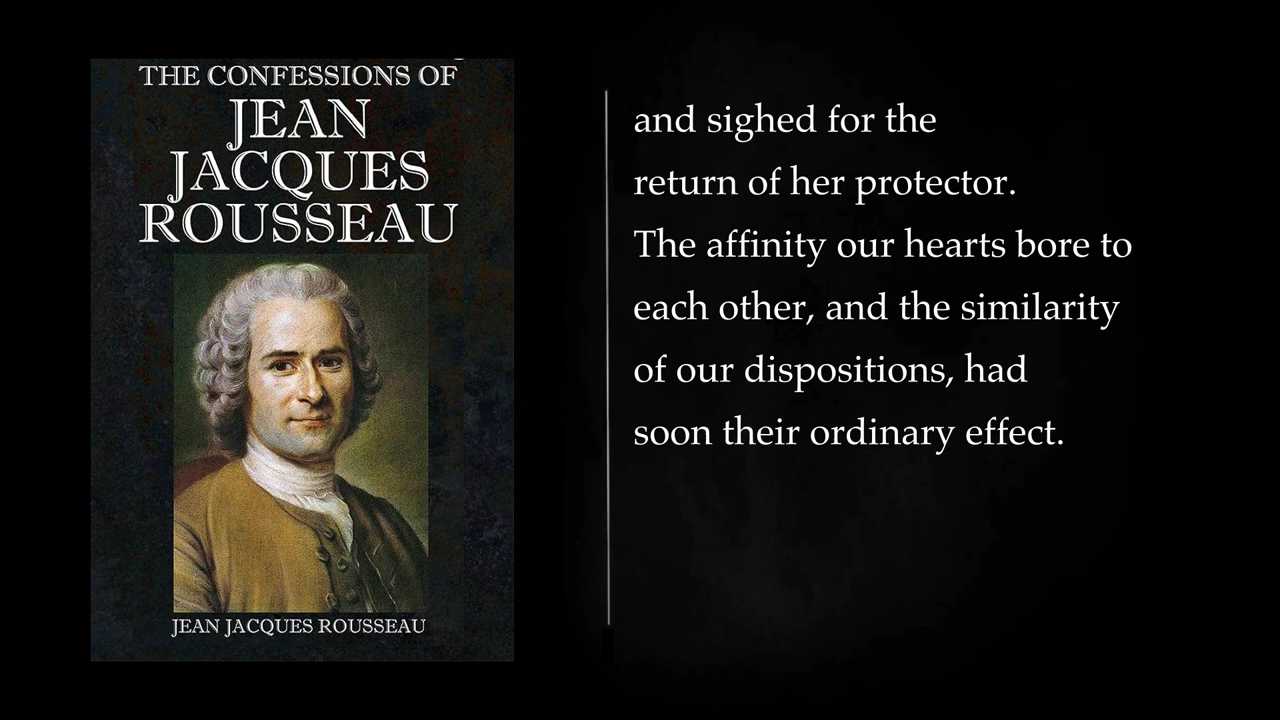 THE CONFESSIONS OF
JEAN
JACQUES
ROUSSEAU
JEAN JACQUES ROUSSEAU
and sighed for the
return of her protector.
The affinity our hearts bore to
each other, and the similarity
of our dispositions, had
soon their ordinary effect.